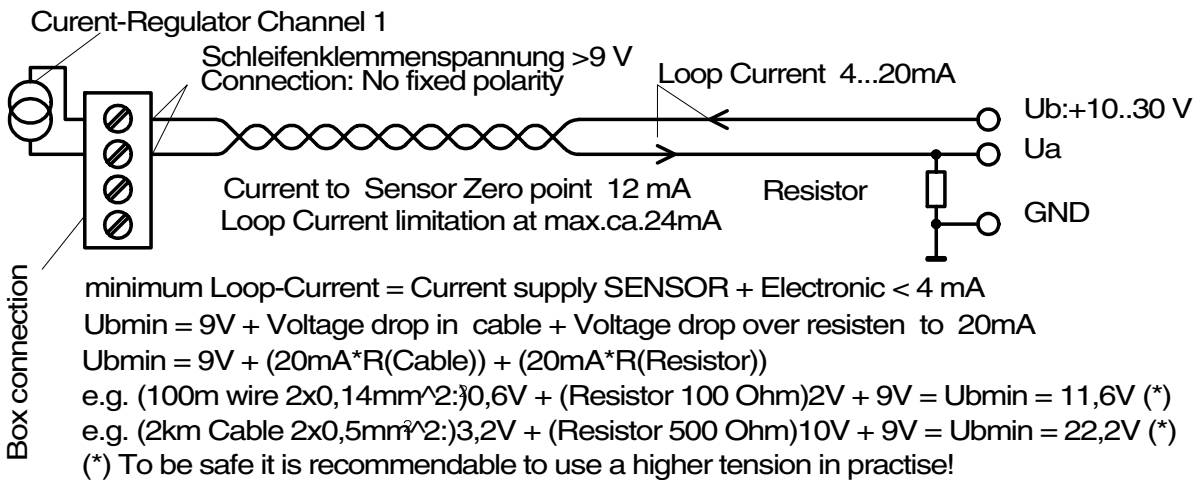 Curent-Regulator Channel 1
Schleifenklemmenspannung >9 V
Connection: No fixed polarity
Loop Current 4...20mA
Ub:+10..30 V
Ua
Current to Sensor Zero point 12 mA
Resistor
Loop Current limitation at max.ca.24mA
GND
Box connection
minimum Loop-Current = Current supply SENSOR + Electronic < 4 mA
Ubmin = 9V + Voltage drop in cable + Voltage drop over resisten to 20mA
Ubmin = 9V + (20mA*R(Cable)) + (20mA*R(Resistor))
e.g. (100m wire 2x0,14mm^2:)0,6V + (Resistor 100 Ohm)2V + 9V = Ubmin = 11,6V (*)
e.g. (2km Cable 2x0,5mm^2:)3,2V + (Resistor 500 Ohm)10V + 9V = Ubmin = 22,2V (*)
(*) To be safe it is recommendable to use a higher tension in practise!